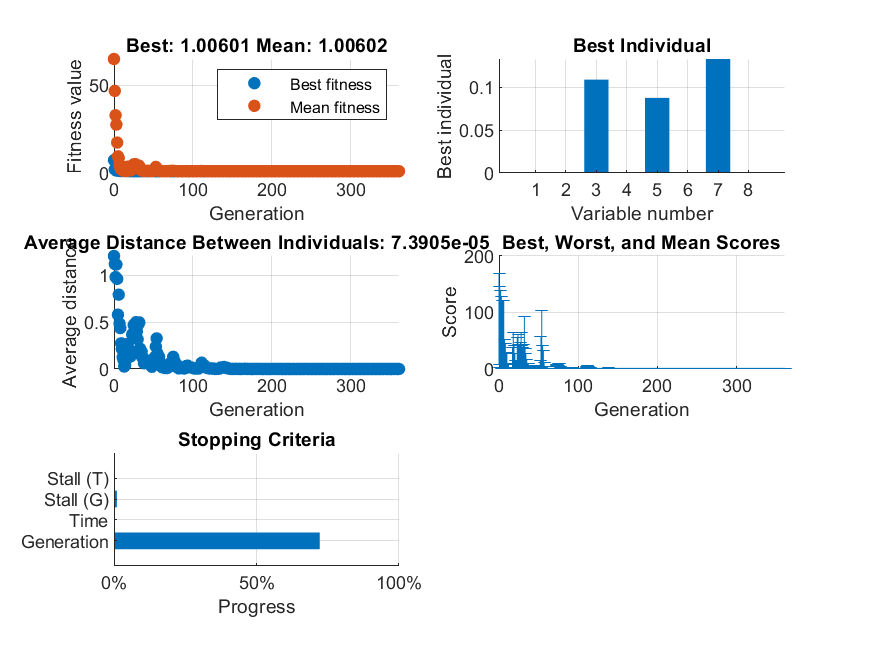 Best: 1.00601 Mean: 1.00602
Fitness value
50
0
Best fitness
Mean fitness
0 100 200 300
Generation
Best Individual
Best individual
0.1
0.05
0
1 2 3 4 5 6 7 8
Variable number
Average Distance Between Individuals: 7.3905e-05
Average distance
1
0.5
0
0 100 200 300
Generation
Best, Worst, and Mean Scores
Score
200
100
0
0 100 200 300
Generation
Stopping Criteria
Stall (T)
Stall (G)
Time
Generation
0% 50% 100%
Progress